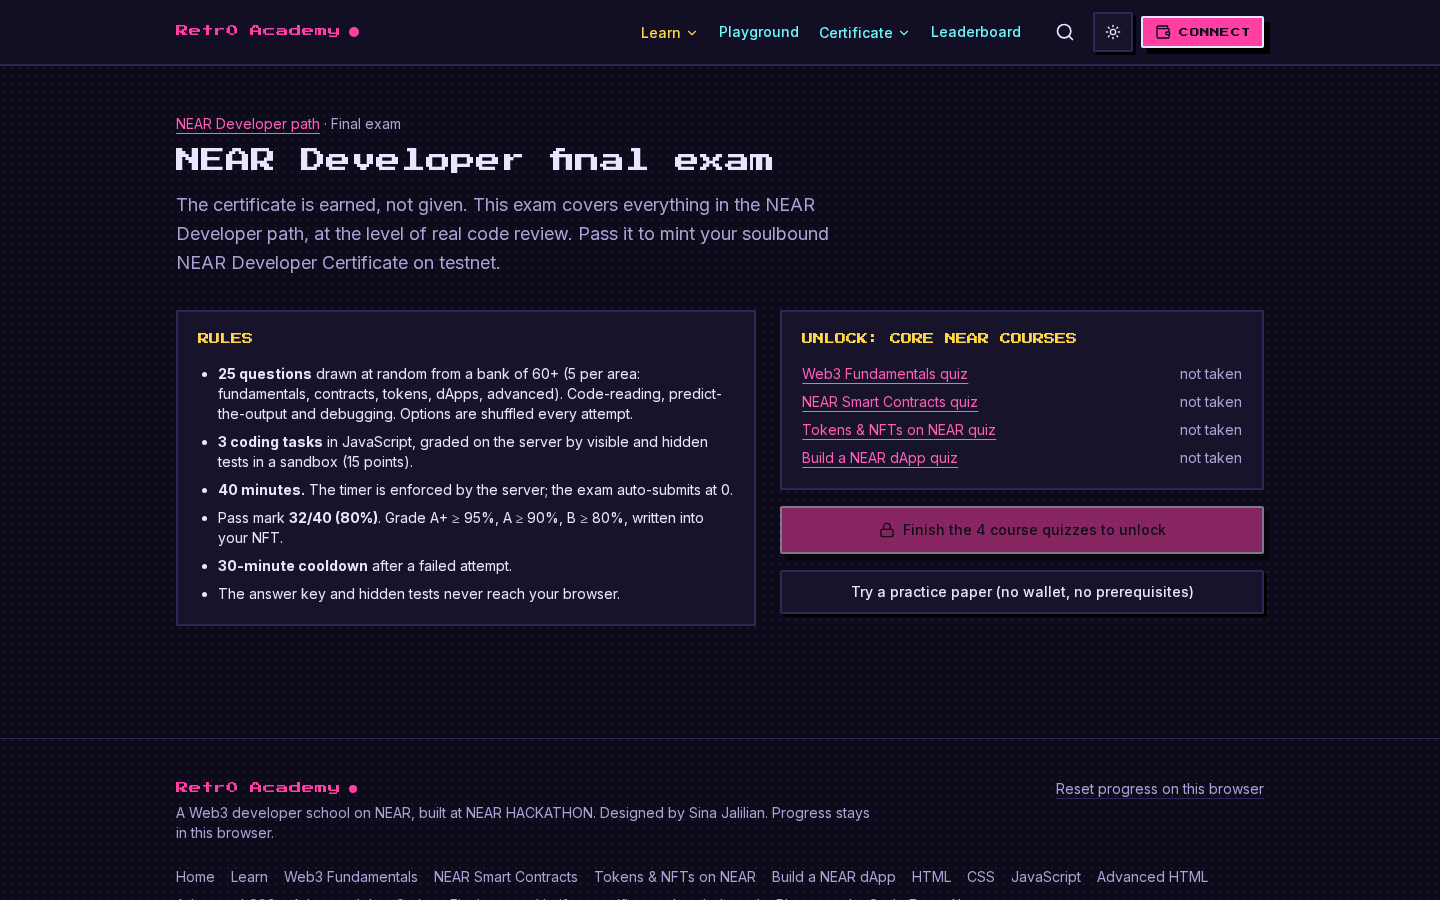 Retr0 Academy
Learn
Playground
Certificate
Leaderboard
CONNECT
NEAR Developer path · Final exam
NEAR Developer final exam
The certificate is earned, not given. This exam covers everything in the NEAR
Developer path, at the level of real code review. Pass it to mint your soulbound
NEAR Developer Certificate on testnet.
RULES
25 questions drawn at random from a bank of 60+ (5 per area:
fundamentals, contracts, tokens, dApps, advanced). Code-reading, predict-
the-output and debugging. Options are shuffled every attempt.
3 coding tasks in JavaScript, graded on the server by visible and hidden
tests in a sandbox (15 points).
40 minutes. The timer is enforced by the server; the exam auto-submits at 0.
Pass mark 32/40 (80%). Grade A+ ≥ 95%, A ≥ 90%, B ≥ 80%, written into
your NFT.
30-minute cooldown after a failed attempt.
The answer key and hidden tests never reach your browser.
UNLOCK: CORE NEAR COURSES
Web3 Fundamentals quiz not taken
NEAR Smart Contracts quiz not taken
Tokens & NFTs on NEAR quiz not taken
Build a NEAR dApp quiz not taken
Finish the 4 course quizzes to unlock
Try a practice paper (no wallet, no prerequisites)
Retr0 Academy
Reset progress on this browser
A Web3 developer school on NEAR, built at NEAR HACKATHON. Designed by Sina Jalilian. Progress stays
in this browser.
Home Learn Web3 Fundamentals NEAR Smart Contracts Tokens & NFTs on NEAR Build a NEAR dApp HTML CSS JavaScript Advanced HTML